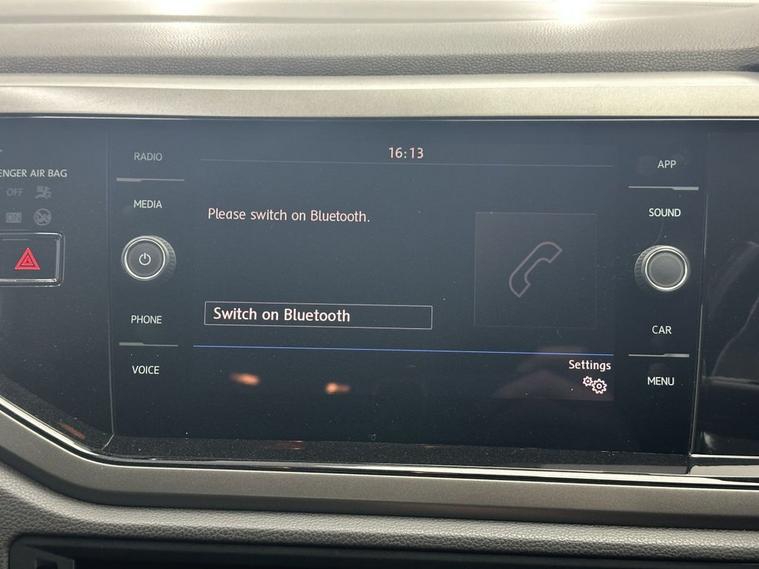 16:13
RADIO
MEDIA
PHONE
VOICE
ENGER AIR BAG
OFF
Please switch on Bluetooth.
Switch on Bluetooth
Settings
APP
SOUND
CAR
MENU